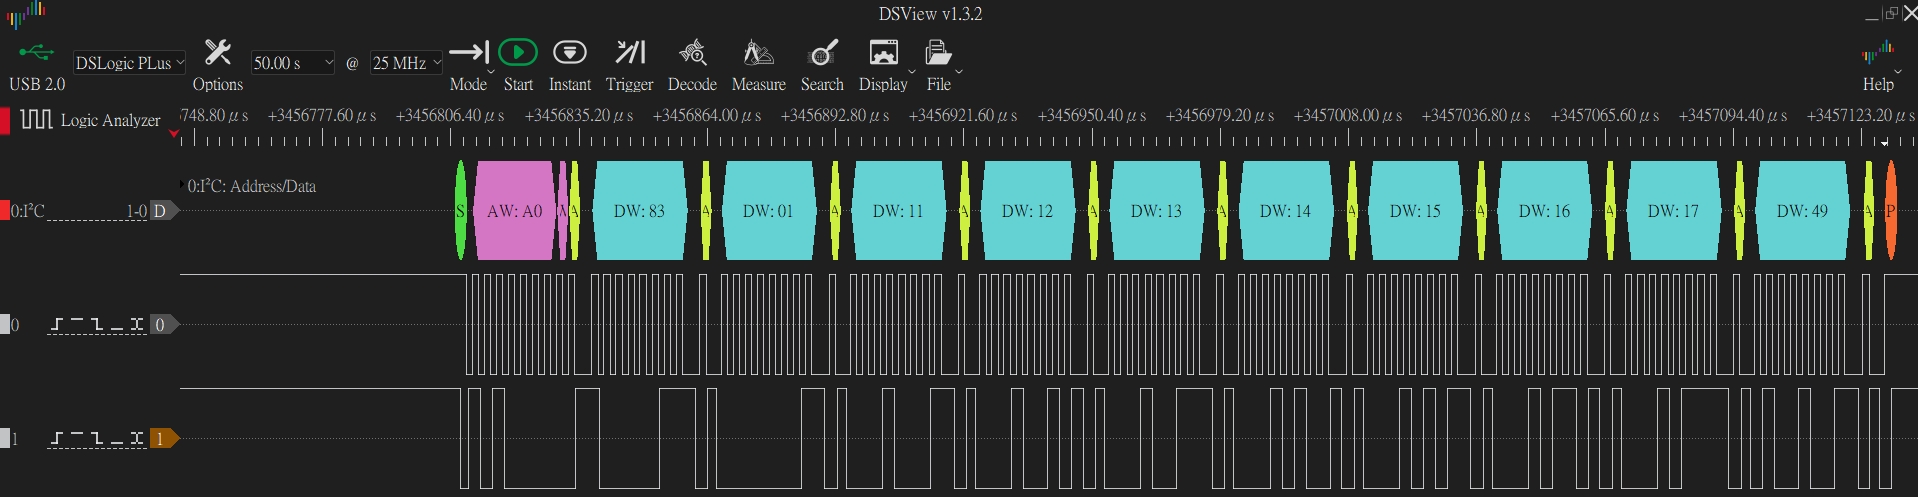 DSView v1.3.2
USB 2.0
DSLogic PLus
Options
50.00 s
@
25 MHz
Mode
Start
Instant
Trigger
Decode
Measure
Search
Display
File
Help
Logic Analyzer
748.80 μs +3456777.60 μs +3456806.40 μs +3456835.20 μs +3456864.00 μs +3456892.80 μs +3456921.60 μs +3456950.40 μs +3456979.20 μs +3457008.00 μs +3457036.80 μs +3457065.60 μs +3457094.40 μs +3457123.20 μs
0:I²C: Address/Data
0:I²C 1-0 D S AW: A0 A DW: 83 A DW: 01 A DW: 11 A DW: 12 A DW: 13 A DW: 14 A DW: 15 A DW: 16 A DW: 17 A DW: 49 A P
0 0
1 1